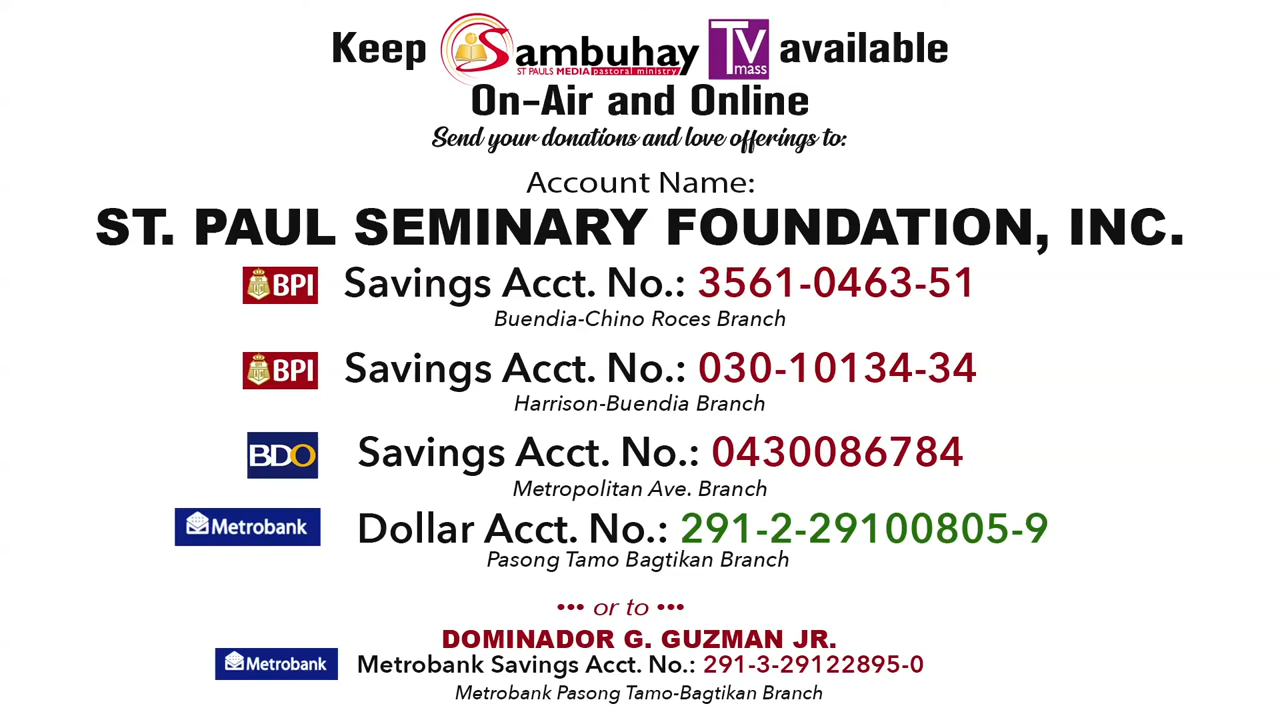 Keep Sambuhay TV mass available
ST PAULS MEDIA pastoral ministry
On-Air and Online
Send your donations and love offerings to:
Account Name:
ST. PAUL SEMINARY FOUNDATION, INC.
BPI Savings Acct. No.: 3561-0463-51
Buendia-Chino Roces Branch
BPI Savings Acct. No.: 030-10134-34
Harrison-Buendia Branch
BDO Savings Acct. No.: 0430086784
Metropolitan Ave. Branch
Metrobank Dollar Acct. No.: 291-2-29100805-9
Pasong Tamo Bagtikan Branch
••• or to •••
DOMINADOR G. GUZMAN JR.
Metrobank Metrobank Savings Acct. No.: 291-3-29122895-0
Metrobank Pasong Tamo-Bagtikan Branch